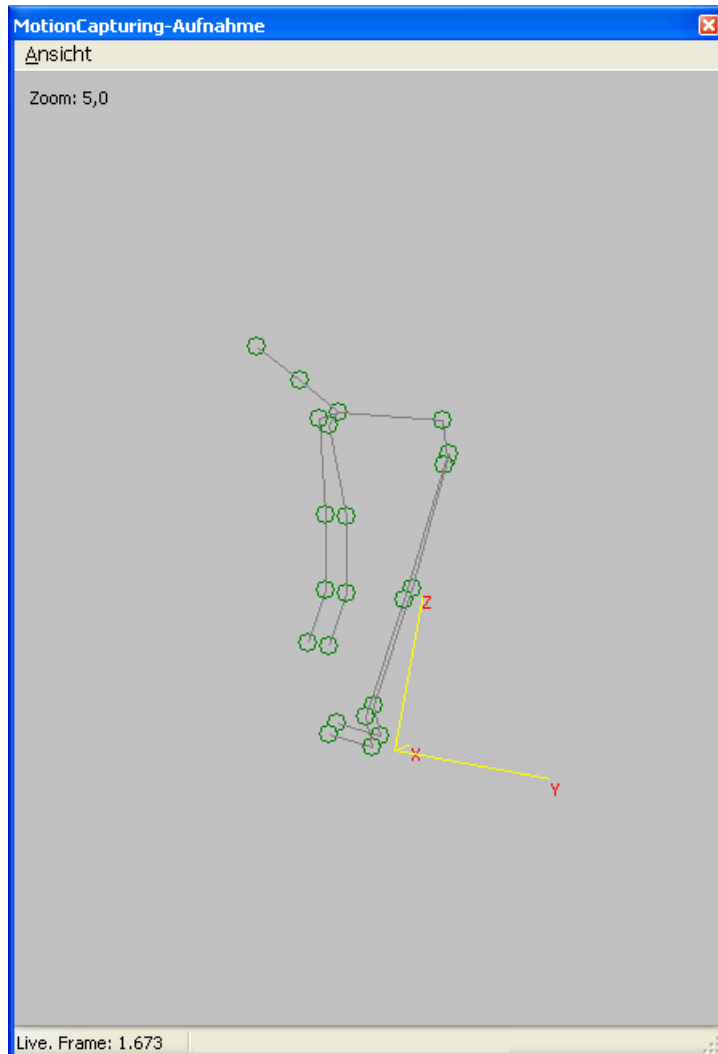 MotionCapturing-Aufnahme
Ansicht
Zoom: 5,0
Z
X
Y
Live. Frame: 1.673